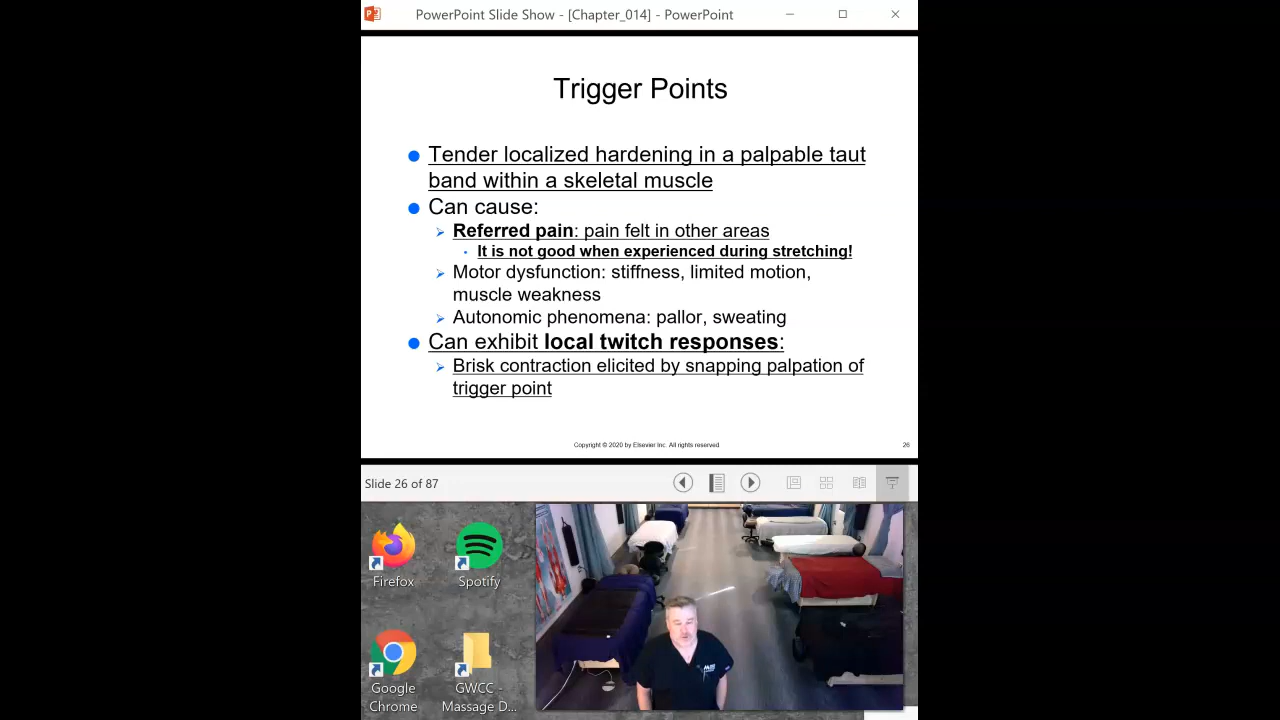 PowerPoint Slide Show - [Chapter_014] - PowerPoint
Trigger Points
Tender localized hardening in a palpable taut
band within a skeletal muscle
Can cause:
Referred pain: pain felt in other areas
It is not good when experienced during stretching!
Motor dysfunction: stiffness, limited motion,
muscle weakness
Autonomic phenomena: pallor, sweating
Can exhibit local twitch responses:
Brisk contraction elicited by snapping palpation of
trigger point
Copyright © 2020 by Elsevier Inc. All rights reserved.
26
Slide 26 of 87
Firefox
Spotify
Google
Chrome
GWCC -
Massage D...